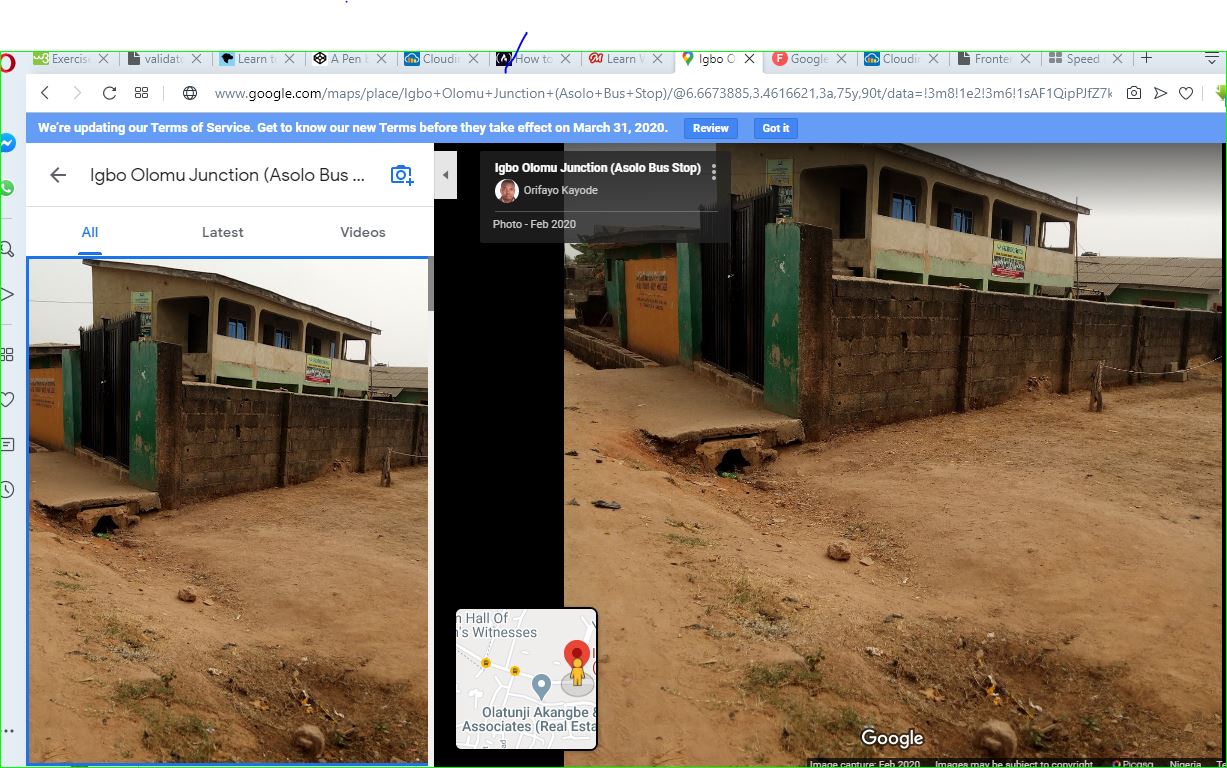 Exerci
validat
Learn t
A Pen b
Cloudi
How to
Learn W
Igbo O
Google
Cloudi
Fronter
Speed
www.google.com/maps/place/Igbo+Olomu+Junction+(Asolo+Bus+Stop)/@6.6673885,3.4616621,3a,75y,90t/data=!3m8!1e2!3m6!1sAF1QipPJfZ7k
We're updating our Terms of Service. Get to know our new Terms before they take effect on March 31, 2020.
Review
Got it
Igbo Olomu Junction (Asolo Bus ...
All
Latest
Videos
Igbo Olomu Junction (Asolo Bus Stop)
Orifayo Kayode
Photo - Feb 2020
n Hall Of
's Witnesses
Olatunji Akangbe &
Associates (Real Esta
Google
Image capture: Feb 2020
Images may be subject to copyright.
Nigeria
Te